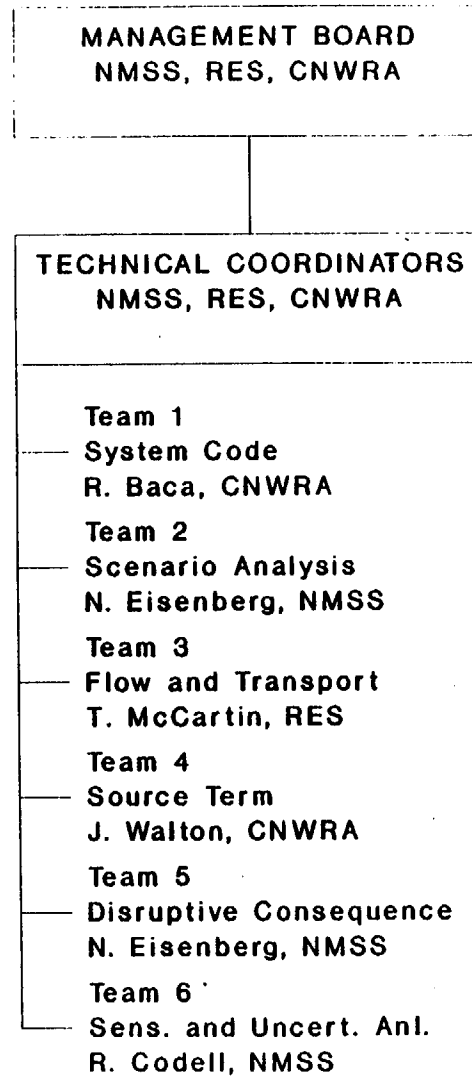 MANAGEMENT BOARD
NMSS, RES, CNWRA
TECHNICAL COORDINATORS
NMSS, RES, CNWRA
Team 1
System Code
R. Baca, CNWRA
Team 2
Scenario Analysis
N. Eisenberg, NMSS
Team 3
Flow and Transport
T. McCartin, RES
Team 4
Source Term
J. Walton, CNWRA
Team 5
Disruptive Consequence
N. Eisenberg, NMSS
Team 6
Sens. and Uncert. Anl.
R. Codell, NMSS